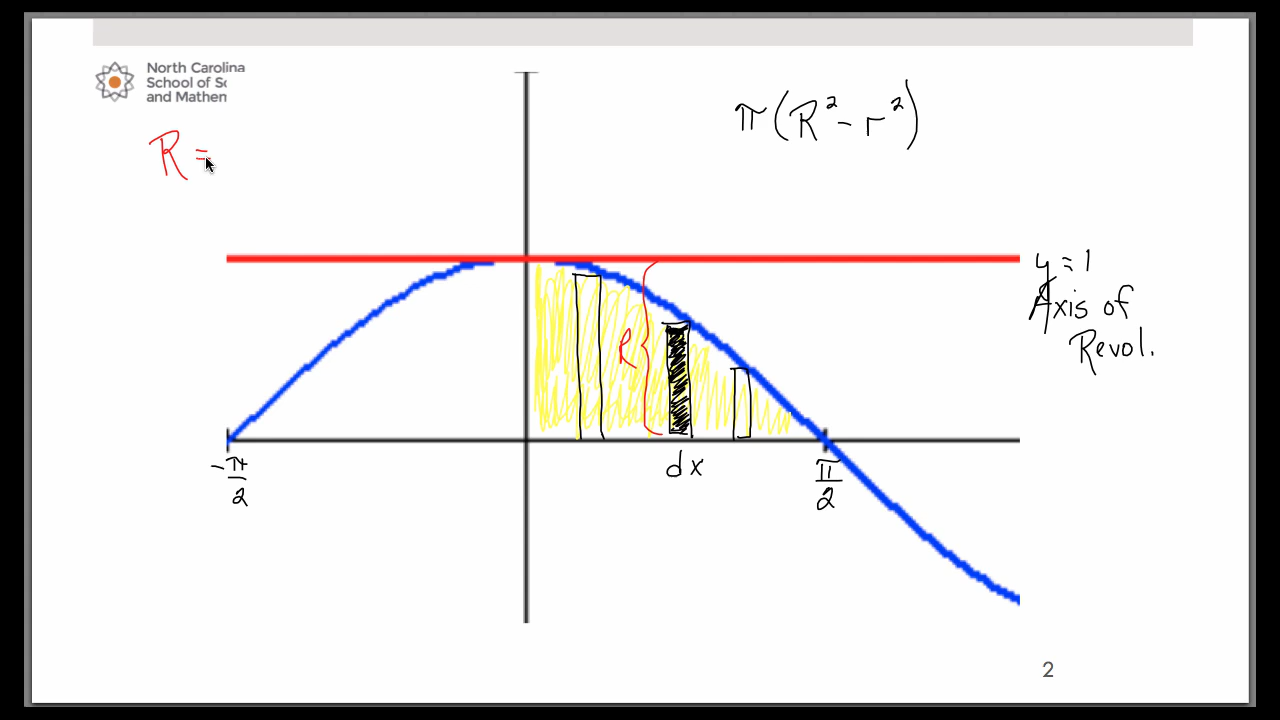 North Carolina
School of Sc
and Mathem
π(R² - r²)
R =
y = 1
Axis of
Revol.
R
dx
-π/2
π/2
2